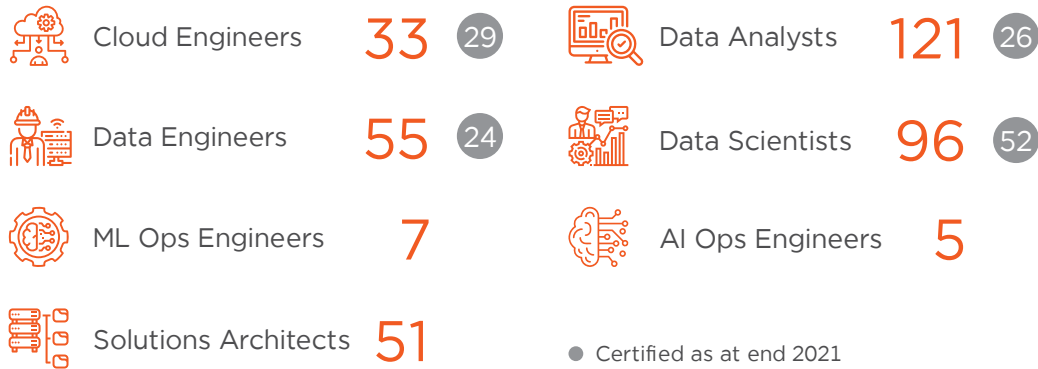 Cloud Engineers 33 29
Data Analysts 121 26
Data Engineers 55 24
Data Scientists 96 52
ML Ops Engineers 7
AI Ops Engineers 5
Solutions Architects 51
Certified as at end 2021